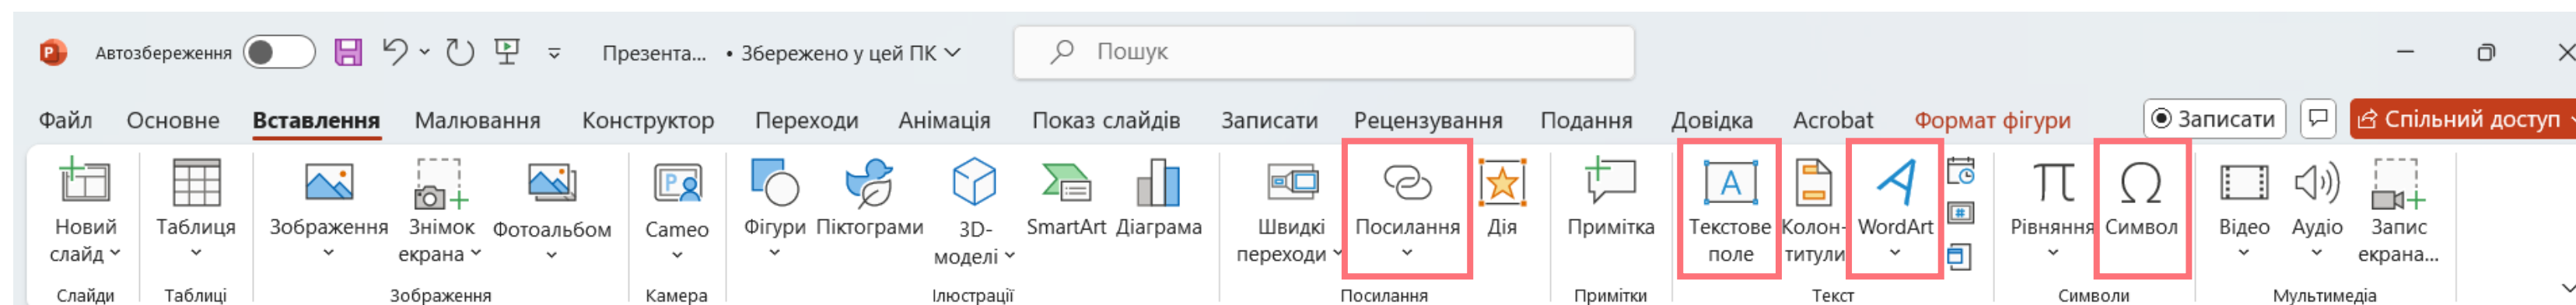 Автозбереження
Презента... • Збережено у цей ПК
Пошук
Файл Основне Вставлення Малювання Конструктор Переходи Анімація Показ слайдів Записати Рецензування Подання Довідка Acrobat Формат фігури
Записати
Спільний доступ
Новий
слайд
Таблиця
Зображення
Знімок
екрана
Фотоальбом
Cameo
Фігури
Піктограми
3D-
моделі
SmartArt
Діаграма
Швидкі
переходи
Посилання
Дія
Примітка
Текстове
поле
Колон-
титули
WordArt
Рівняння
Символ
Відео
Аудіо
Запис
екрана...
Слайди Таблиці Зображення Камера Ілюстрації Посилання Примітки Текст Символи Мультимедіа